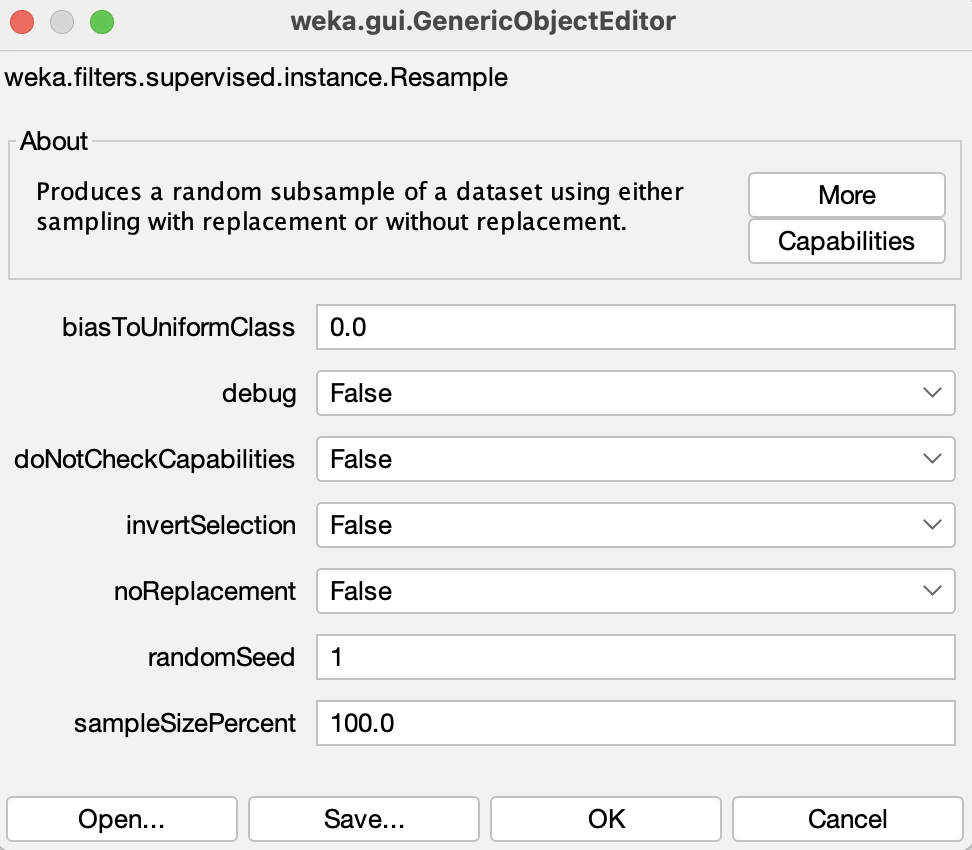 weka.gui.GenericObjectEditor
weka.filters.supervised.instance.Resample
About
Produces a random subsample of a dataset using either
sampling with replacement or without replacement.
More
Capabilities
biasToUniformClass 0.0
debug False
doNotCheckCapabilities False
invertSelection False
noReplacement False
randomSeed 1
sampleSizePercent 100.0
Open... Save... OK Cancel